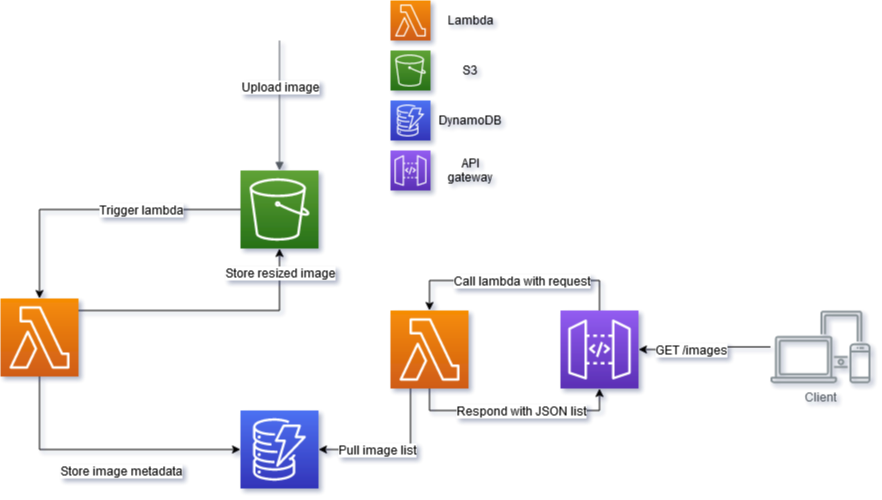 Lambda
S3
DynamoDB
API
gateway
Upload image
Trigger lambda
Store resized image
Call lambda with request
GET /images
Client
Respond with JSON list
Pull image list
Store image metadata